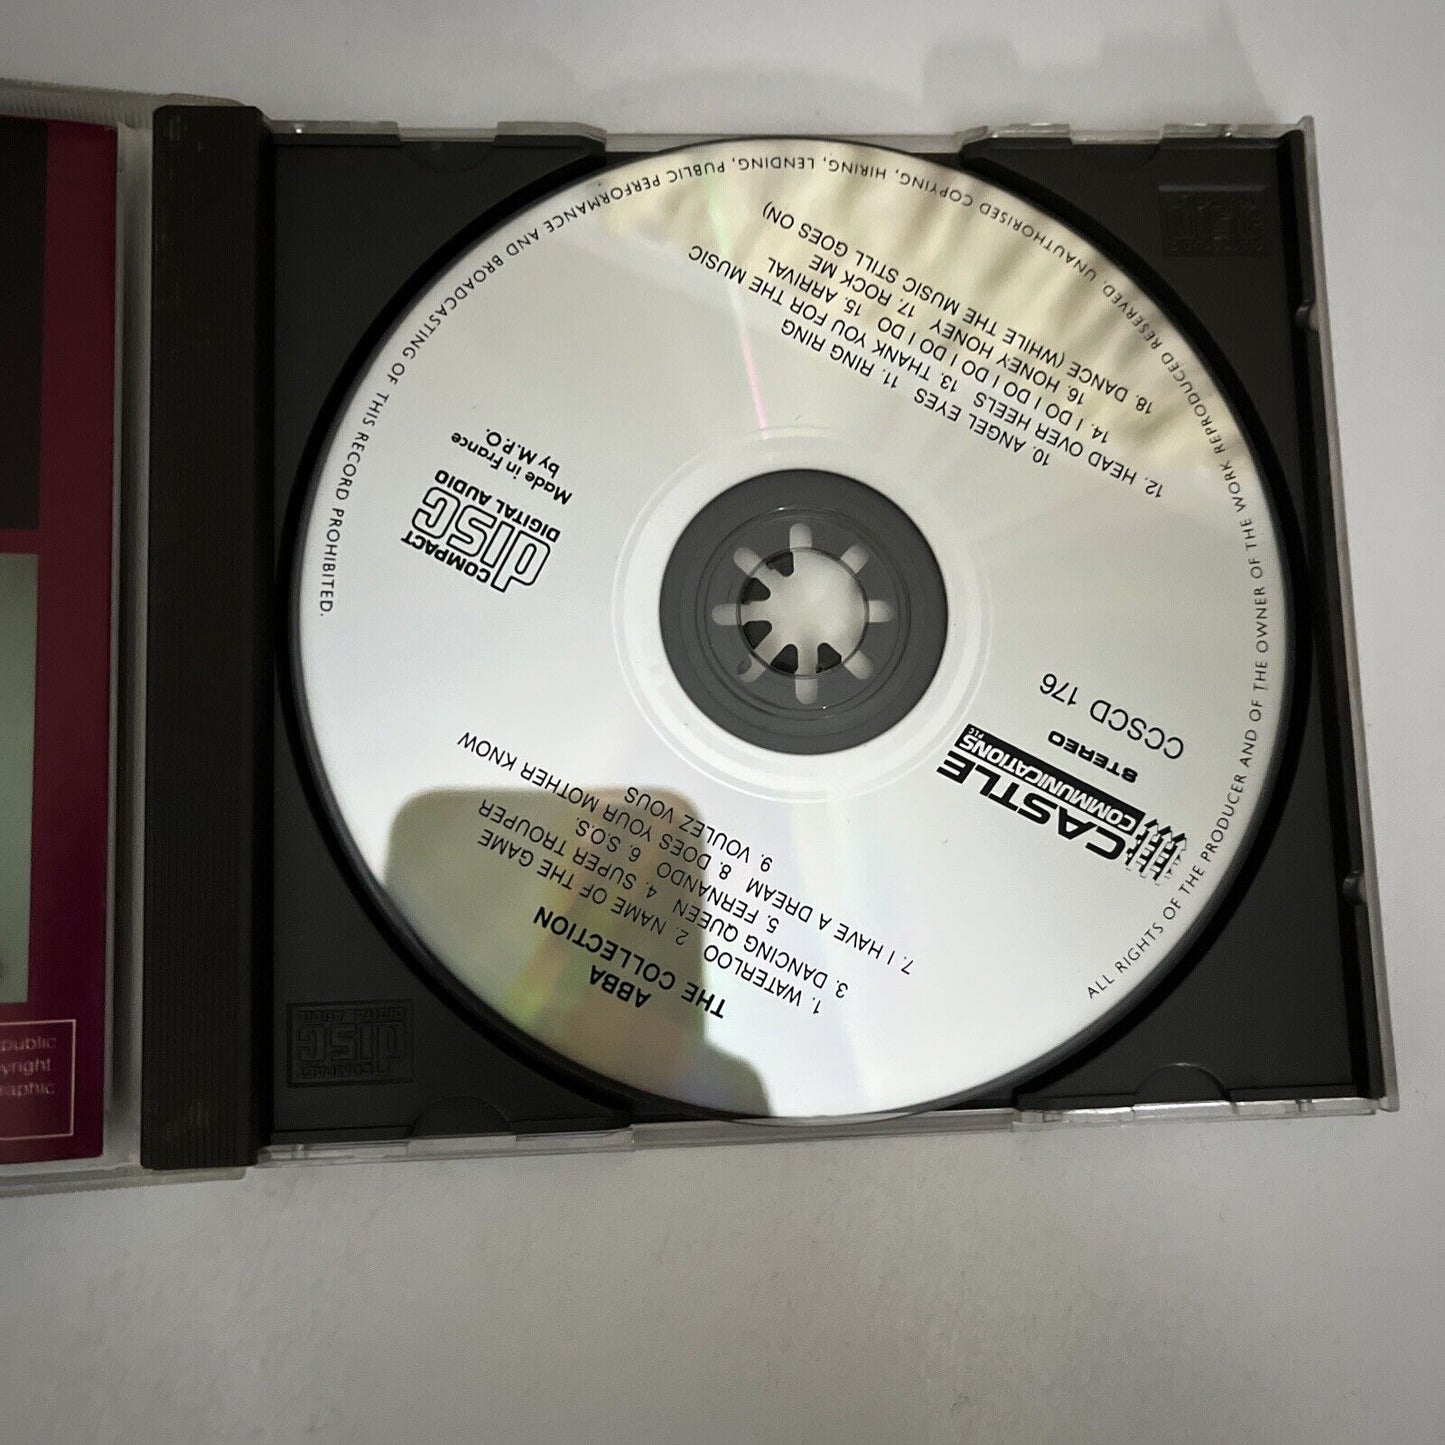 ABBA
THE COLLECTION
1. WATERLOO 2. NAME OF THE GAME
3. DANCING QUEEN 4. SUPER TROUPER
5. FERNANDO 6. S.O.S.
7. I HAVE A DREAM 8. DOES YOUR MOTHER KNOW
9. VOULEZ VOUS
CASTLE
COMMUNICATIONS
PLC
STEREO
CCSCD 176
COMPACT
disc
DIGITAL AUDIO
Made in France
by M.P.O.
10. ANGEL EYES 11. RING RING
12. HEAD OVER HEELS 13. THANK YOU FOR THE MUSIC
14. I DO I DO I DO I DO I DO 15. ARRIVAL
16. HONEY HONEY 17. ROCK ME
18. DANCE (WHILE THE MUSIC STILL GOES ON)
ALL RIGHTS OF THE PRODUCER AND OF THE OWNER OF THE WORK REPRODUCED RESERVED. UNAUTHORISED COPYING, HIRING, LENDING, PUBLIC PERFORMANCE AND BROADCASTING OF THIS RECORD PROHIBITED.
COMPACT
disc
DIGITAL AUDIO
public
yright
raphic